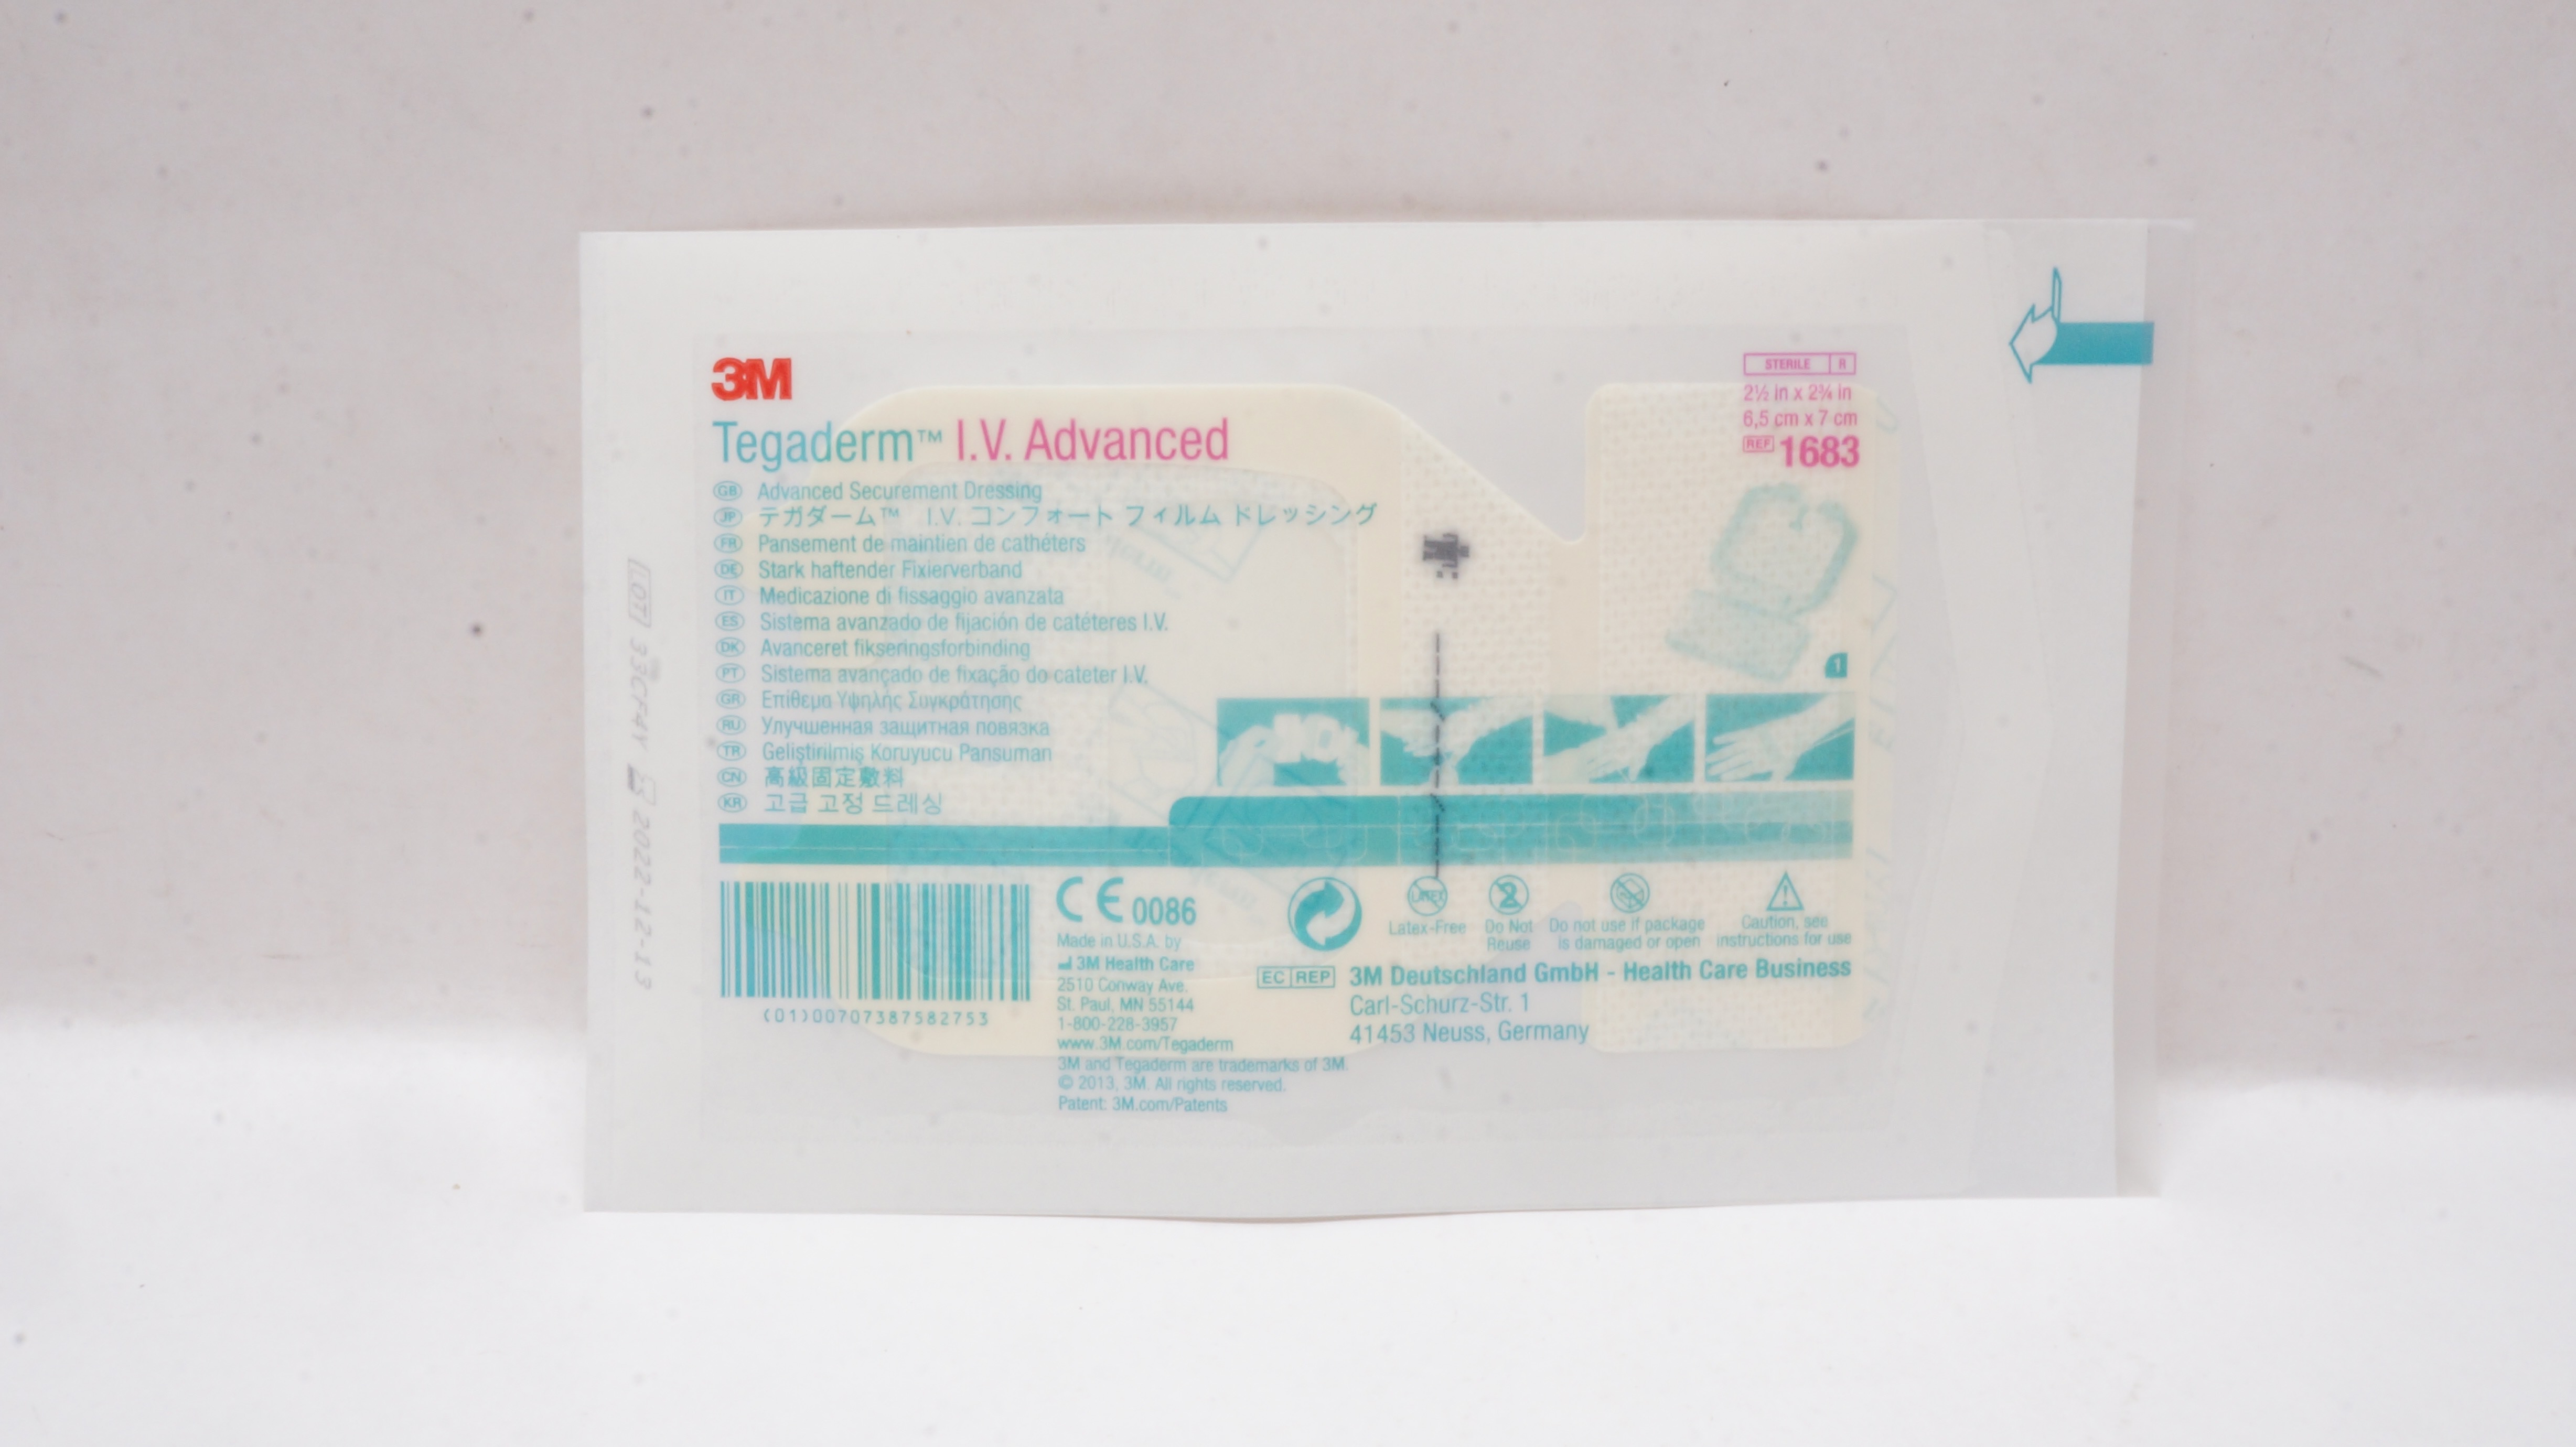 3M
Tegaderm™ I.V. Advanced
GB Advanced Securement Dressing
JP テガダーム™ I.V. コンフォート フィルム ドレッシング
FR Pansement de maintien de cathéters
DE Stark haftender Fixierverband
IT Medicazione di fissaggio avanzata
ES Sistema avanzado de fijación de catéteres I.V.
DK Avanceret fikseringsforbinding
PT Sistema avançado de fixação do cateter I.V.
GR Επίθεμα Υψηλής Συγκράτησης
RU Улучшенная защитная повязка
TR Geliştirilmiş Koruyucu Pansuman
CN 高級固定敷料
KR 고급 고정 드레싱
STERILE R
2½ in x 2¾ in
6,5 cm x 7 cm
REF 1683
1
(01)00707387582753
CE 0086
Made in U.S.A. by
3M Health Care
2510 Conway Ave.
St. Paul, MN 55144
1-800-228-3957
www.3M.com/Tegaderm
3M and Tegaderm are trademarks of 3M.
© 2013, 3M. All rights reserved.
Patent: 3M.com/Patents
LATEX
Latex-Free
2
Do Not
Reuse
Do not use if package
is damaged or open
Caution, see
instructions for use
EC REP 3M Deutschland GmbH - Health Care Business
Carl-Schurz-Str. 1
41453 Neuss, Germany
LOT 33CF4Y 2022-12-13